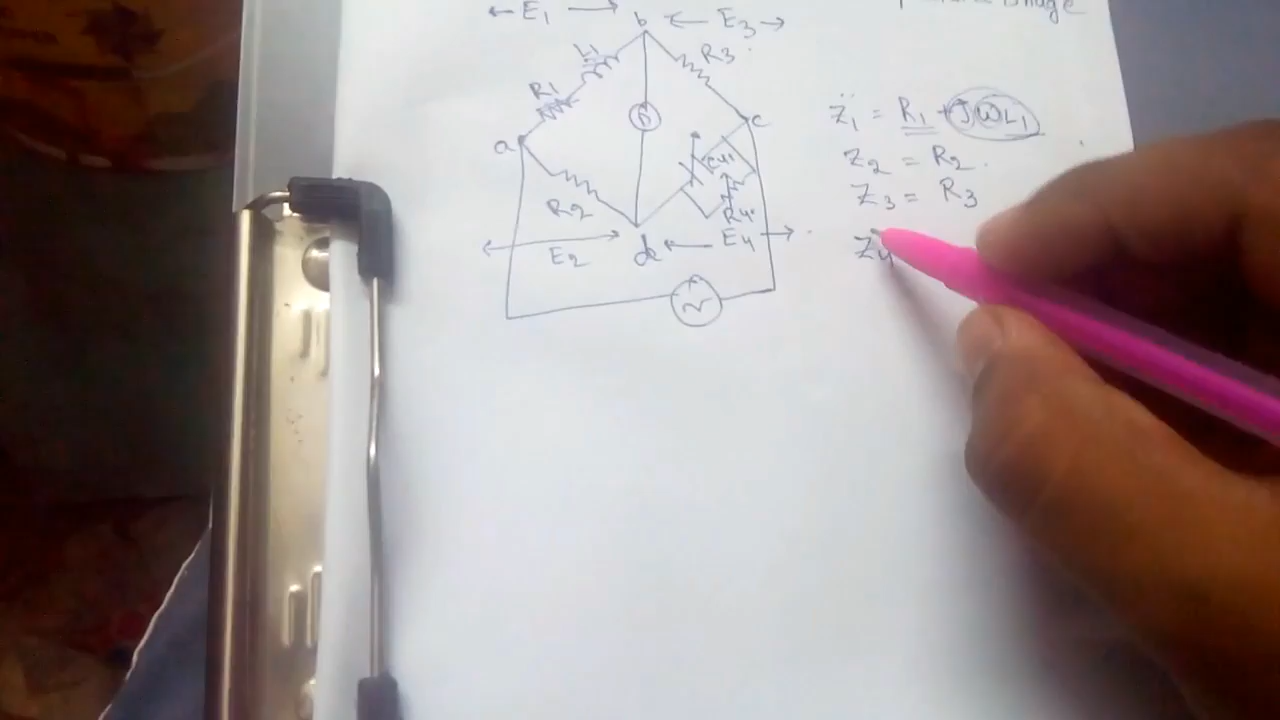 E1 b E3
L1 R3
R1
a c
C4
R2 R4
E2 d E4
Z1 = R1 + jωL1
Z2 = R2
Z3 = R3
Z4